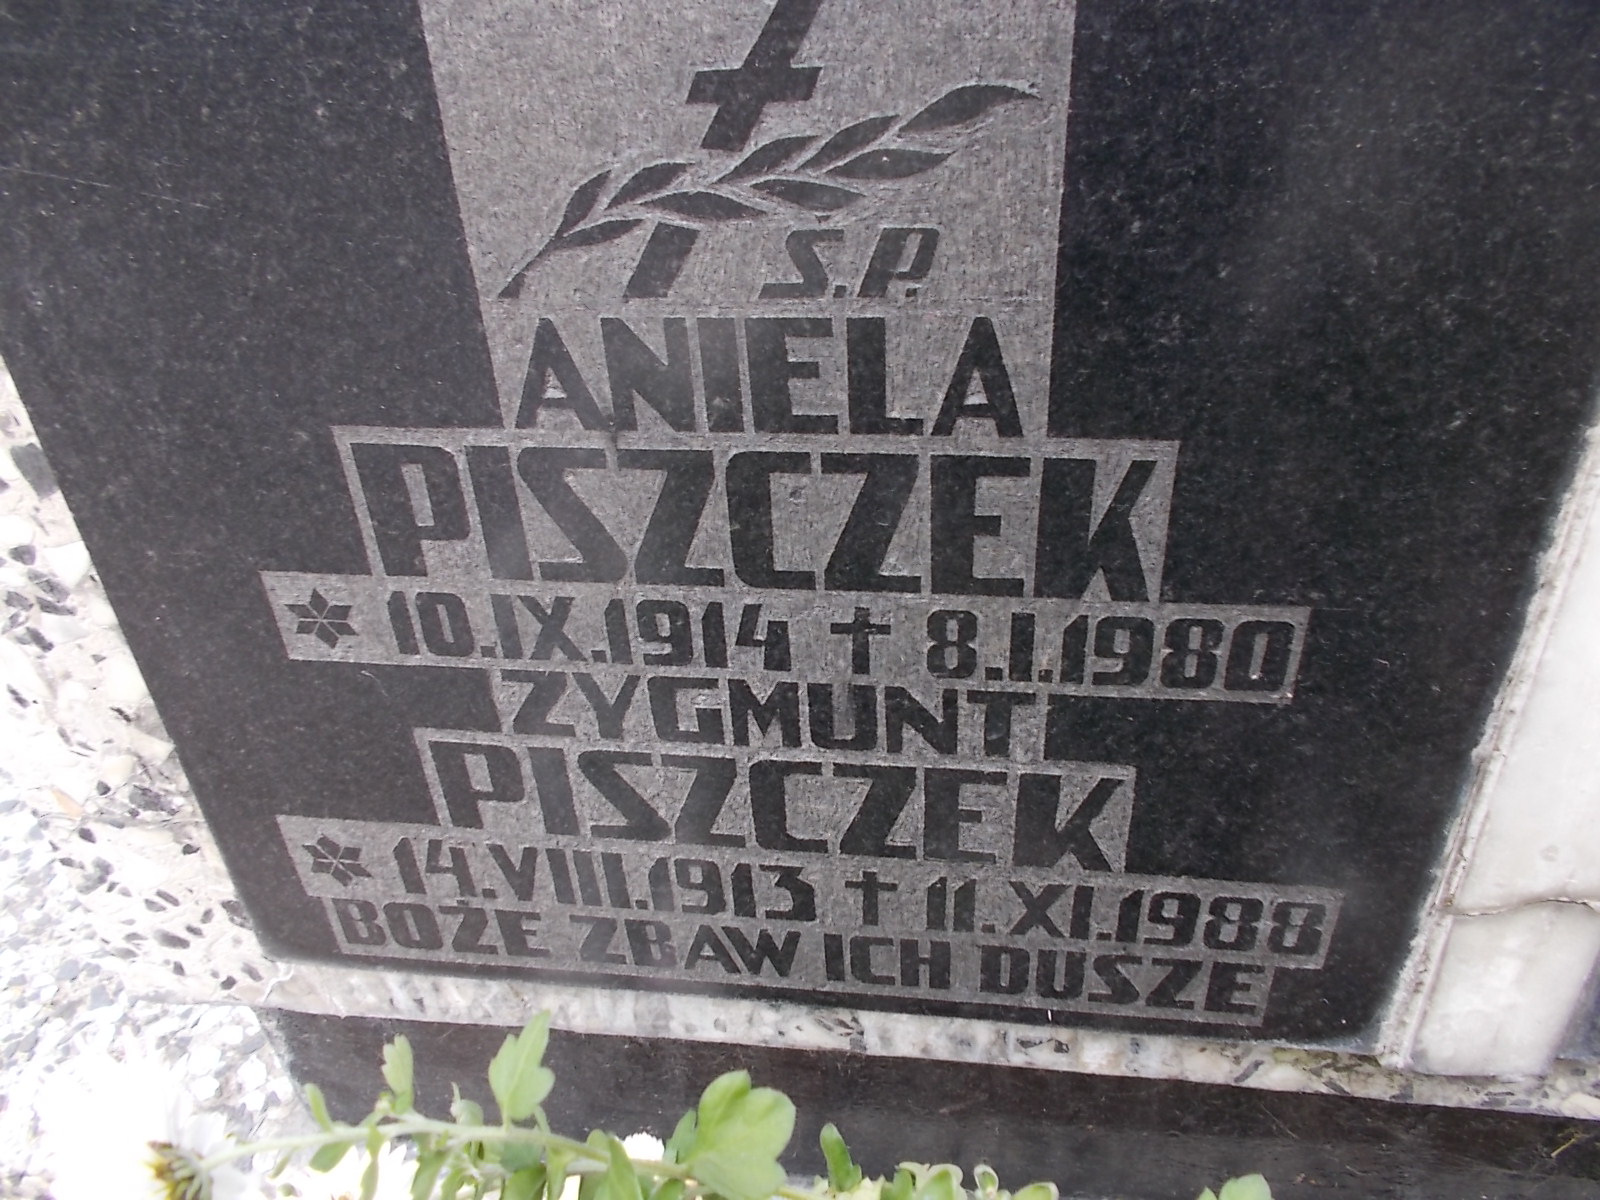 Ś.P.
ANIELA
PISZCZEK
* 10.IX.1914 † 8.I.1980
ZYGMUNT
PISZCZEK
* 14.VIII.1913 † 11.XI.1988
BOŻE ZBAW ICH DUSZE